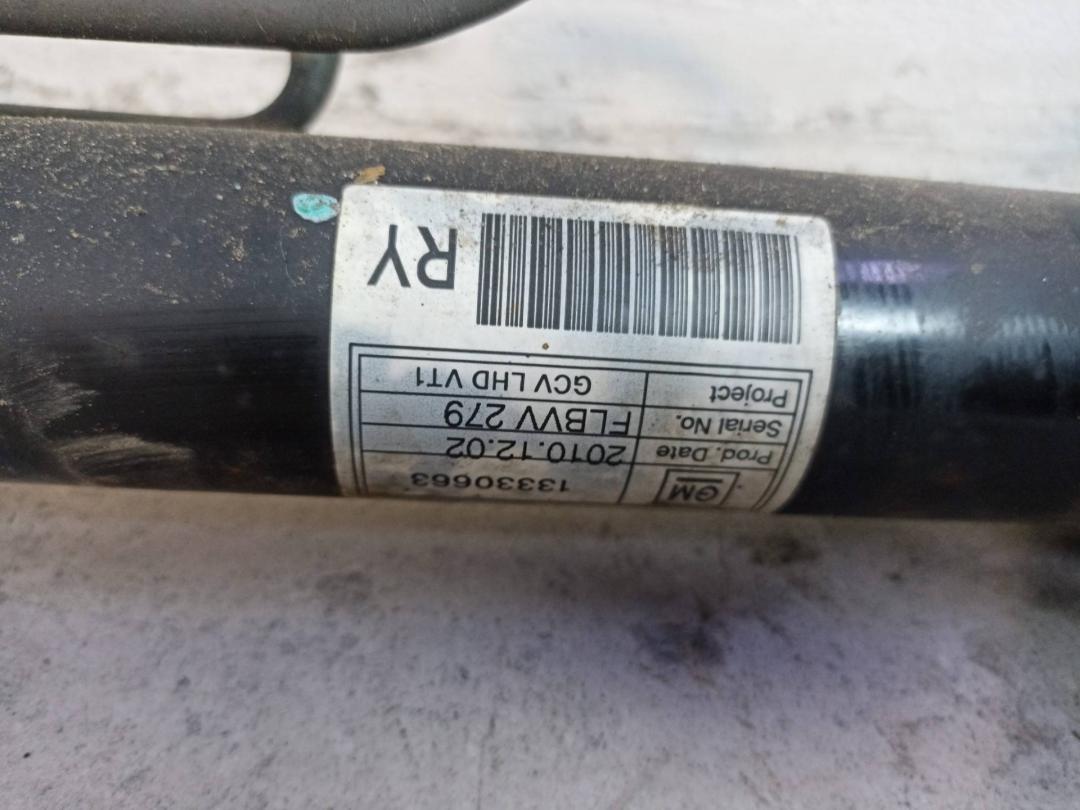 GM 13330663
Prod. Date 2010.12.02
Serial No. FLBVV 279
Project GCV LHD VT1
RY